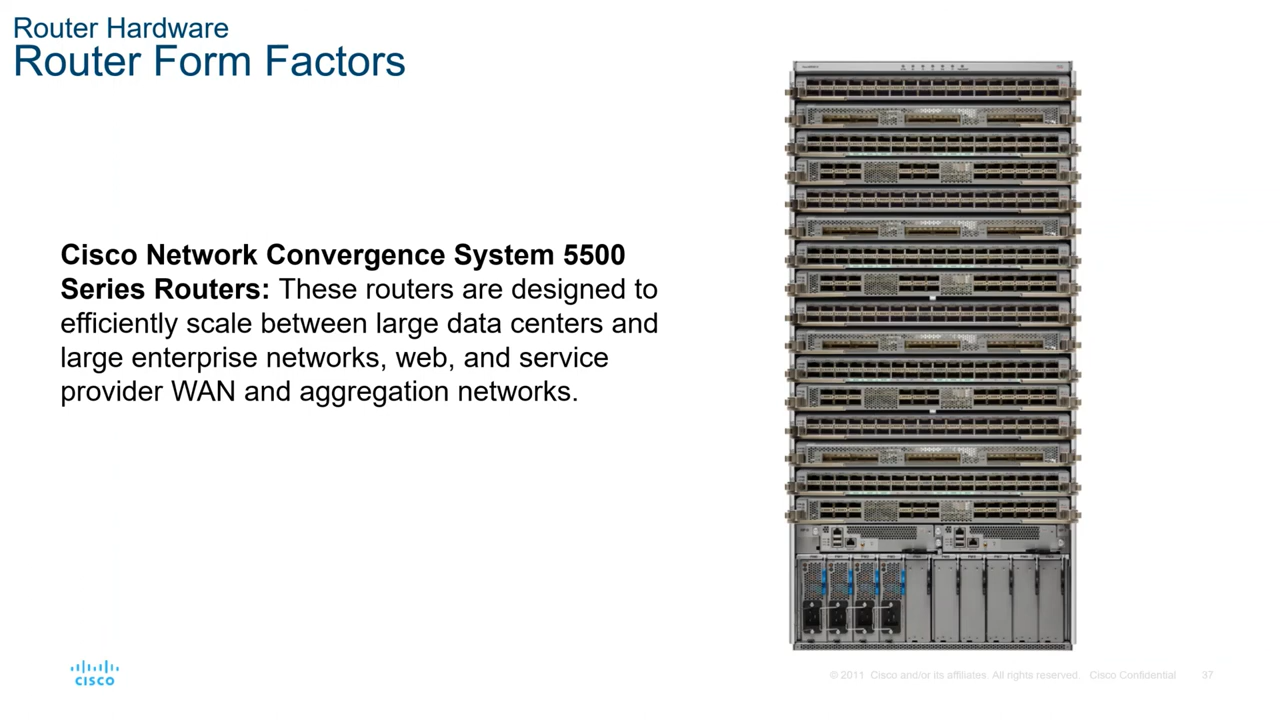 Router Hardware
Router Form Factors
Cisco Network Convergence System 5500
Series Routers: These routers are designed to
efficiently scale between large data centers and
large enterprise networks, web, and service
provider WAN and aggregation networks.
CISCO
© 2011 Cisco and/or its affiliates. All rights reserved. Cisco Confidential 37